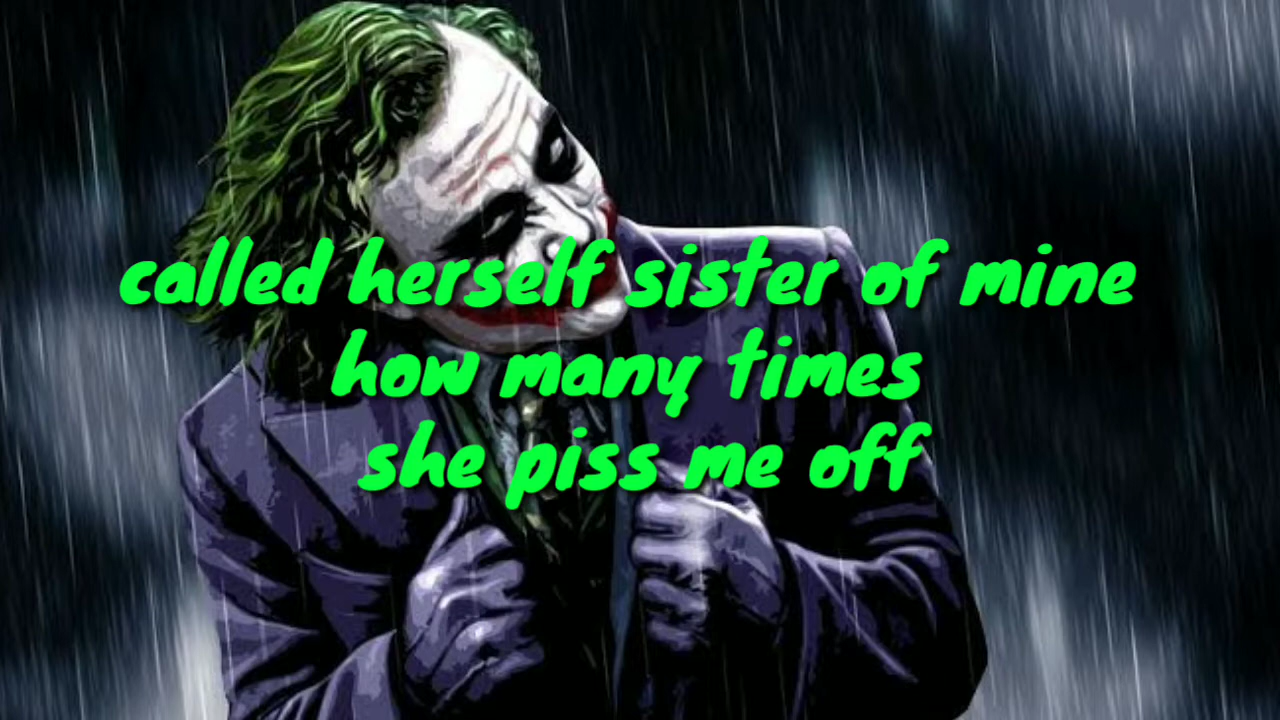 called herself sister of mine
how many times
she piss me off